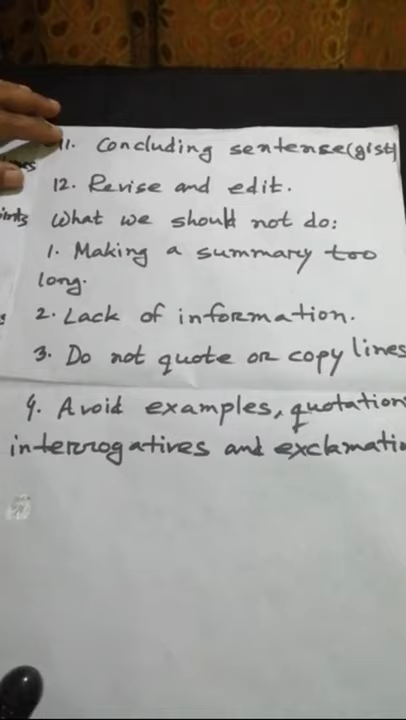 11. Concluding sentence(gist)
12. Revise and edit.
What we should not do:
1. Making a summary too
long.
2. Lack of information.
3. Do not quote or copy lines
4. Avoid examples, quotation
interrogatives and exclamatio